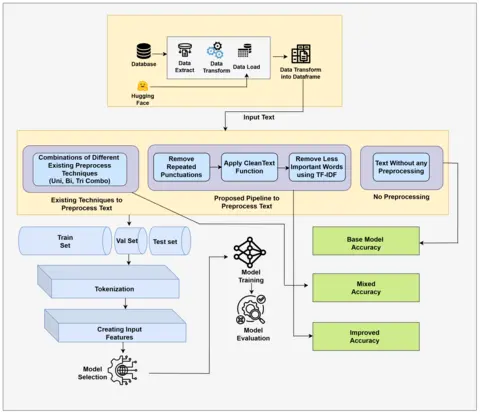 Database
Data
Extract
Data
Transform
Data Load
Data Transform
into Dataframe
Hugging
Face
Input Text
Combinations of Different
Existing Preprocess
Techniques
(Uni, Bi, Tri Combo)
Remove
Repeated
Punctuations
Apply CleanText
Function
Remove Less
Important Words
using TF-IDF
Text Without any
Preprocessing
Existing Techniques to
Preprocess Text
Proposed Pipeline to
Preprocess Text
No Preprocessing
Train
Set
Val Set
Test set
Base Model
Accuracy
Tokenization
Model
Training
Mixed
Accuracy
Creating Input
Features
Model
Evaluation
Improved
Accuracy
Model
Selection